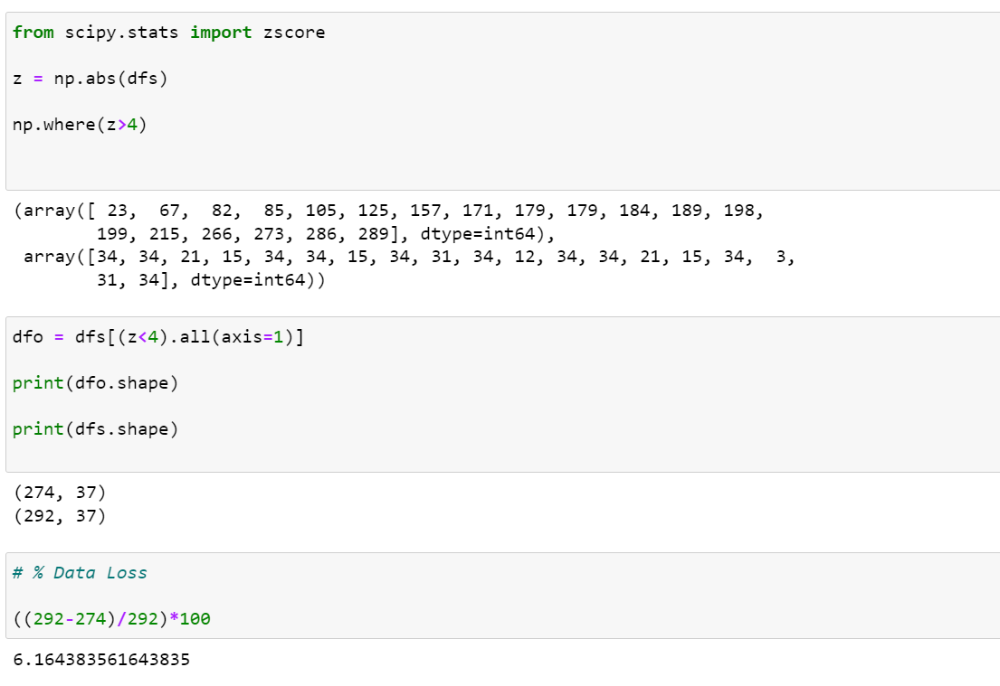 from scipy.stats import zscore
z = np.abs(dfs)
np.where(z>4)
(array([ 23,  67,  82,  85, 105, 125, 157, 171, 179, 179, 184, 189, 198,
        199, 215, 266, 273, 286, 289], dtype=int64),
 array([34, 34, 21, 15, 34, 34, 15, 34, 31, 34, 12, 34, 34, 21, 15, 34,  3,
        31, 34], dtype=int64))
dfo = dfs[(z<4).all(axis=1)]
print(dfo.shape)
print(dfs.shape)
(274, 37)
(292, 37)
# % Data Loss
((292-274)/292)*100
6.164383561643835